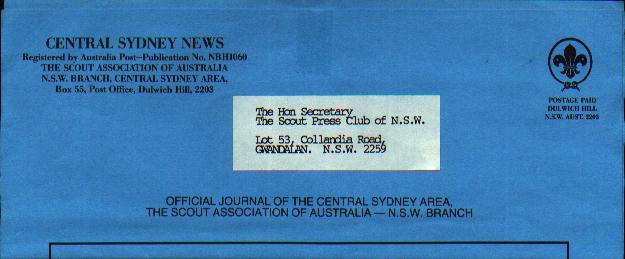 CENTRAL SYDNEY NEWS
Registered by Australia Post—Publication No. NBH1060
THE SCOUT ASSOCIATION OF AUSTRALIA
N.S.W. BRANCH, CENTRAL SYDNEY AREA,
Box 55, Post Office, Dulwich Hill, 2203
POSTAGE PAID
DULWICH HILL
N.S.W. AUST. 2203
The Hon Secretary
The Scout Press Club of N.S.W.
Lot 53, Collandia Road,
GWANDALAN. N.S.W. 2259
OFFICIAL JOURNAL OF THE CENTRAL SYDNEY AREA,
THE SCOUT ASSOCIATION OF AUSTRALIA — N.S.W. BRANCH